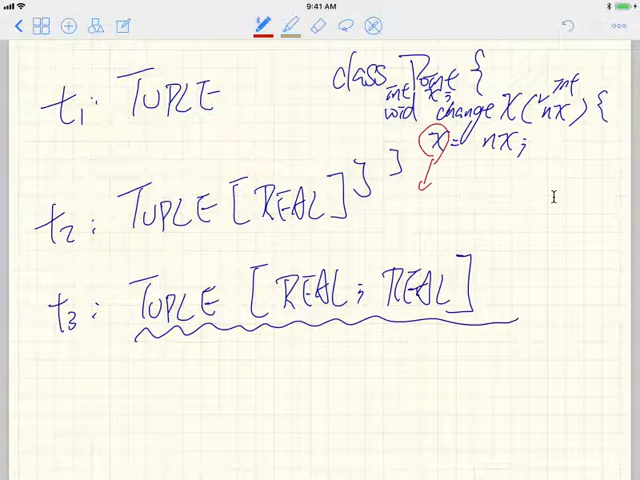 9:41 AM
t1: TUPLE
class Point {
int x;
void changeX(int nx) {
x = nx;
} }
t2: TUPLE [REAL]
t3: TUPLE [REAL; REAL]